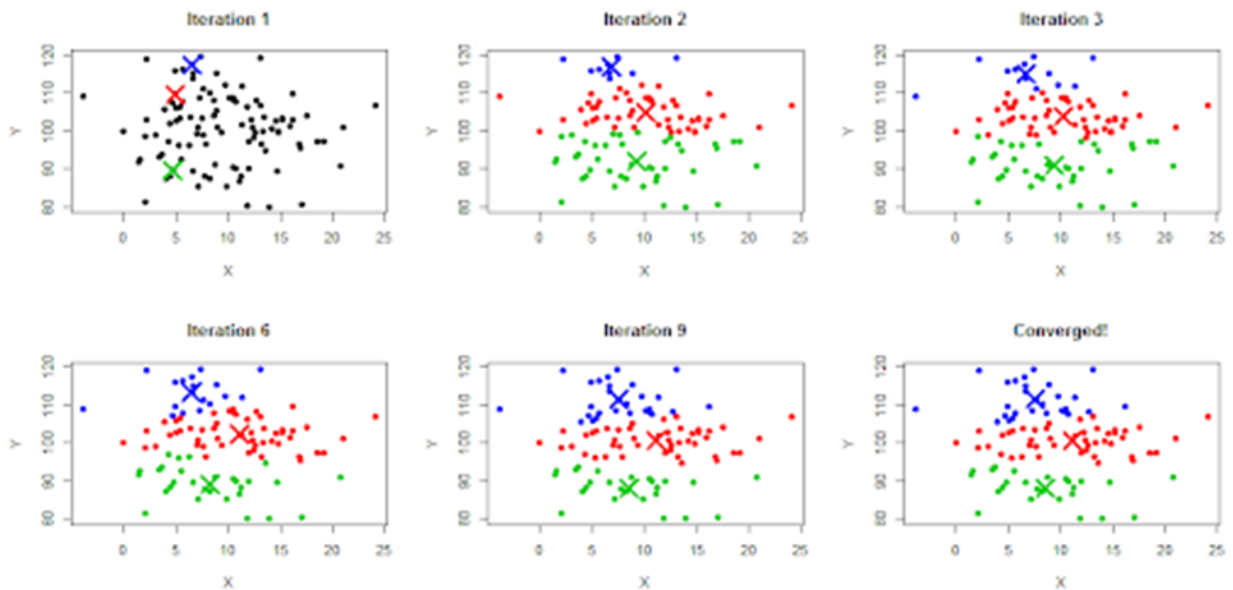 Iteration 1
Iteration 2
Iteration 3
Y
80 90 100 110 120
0 5 10 15 20 25
X
Y
80 90 100 110 120
0 5 10 15 20 25
X
Y
80 90 100 110 120
0 5 10 15 20 25
X
Iteration 6
Iteration 9
Converged!
Y
80 90 100 110 120
0 5 10 15 20 25
X
Y
80 90 100 110 120
0 5 10 15 20 25
X
Y
80 90 100 110 120
0 5 10 15 20 25
X